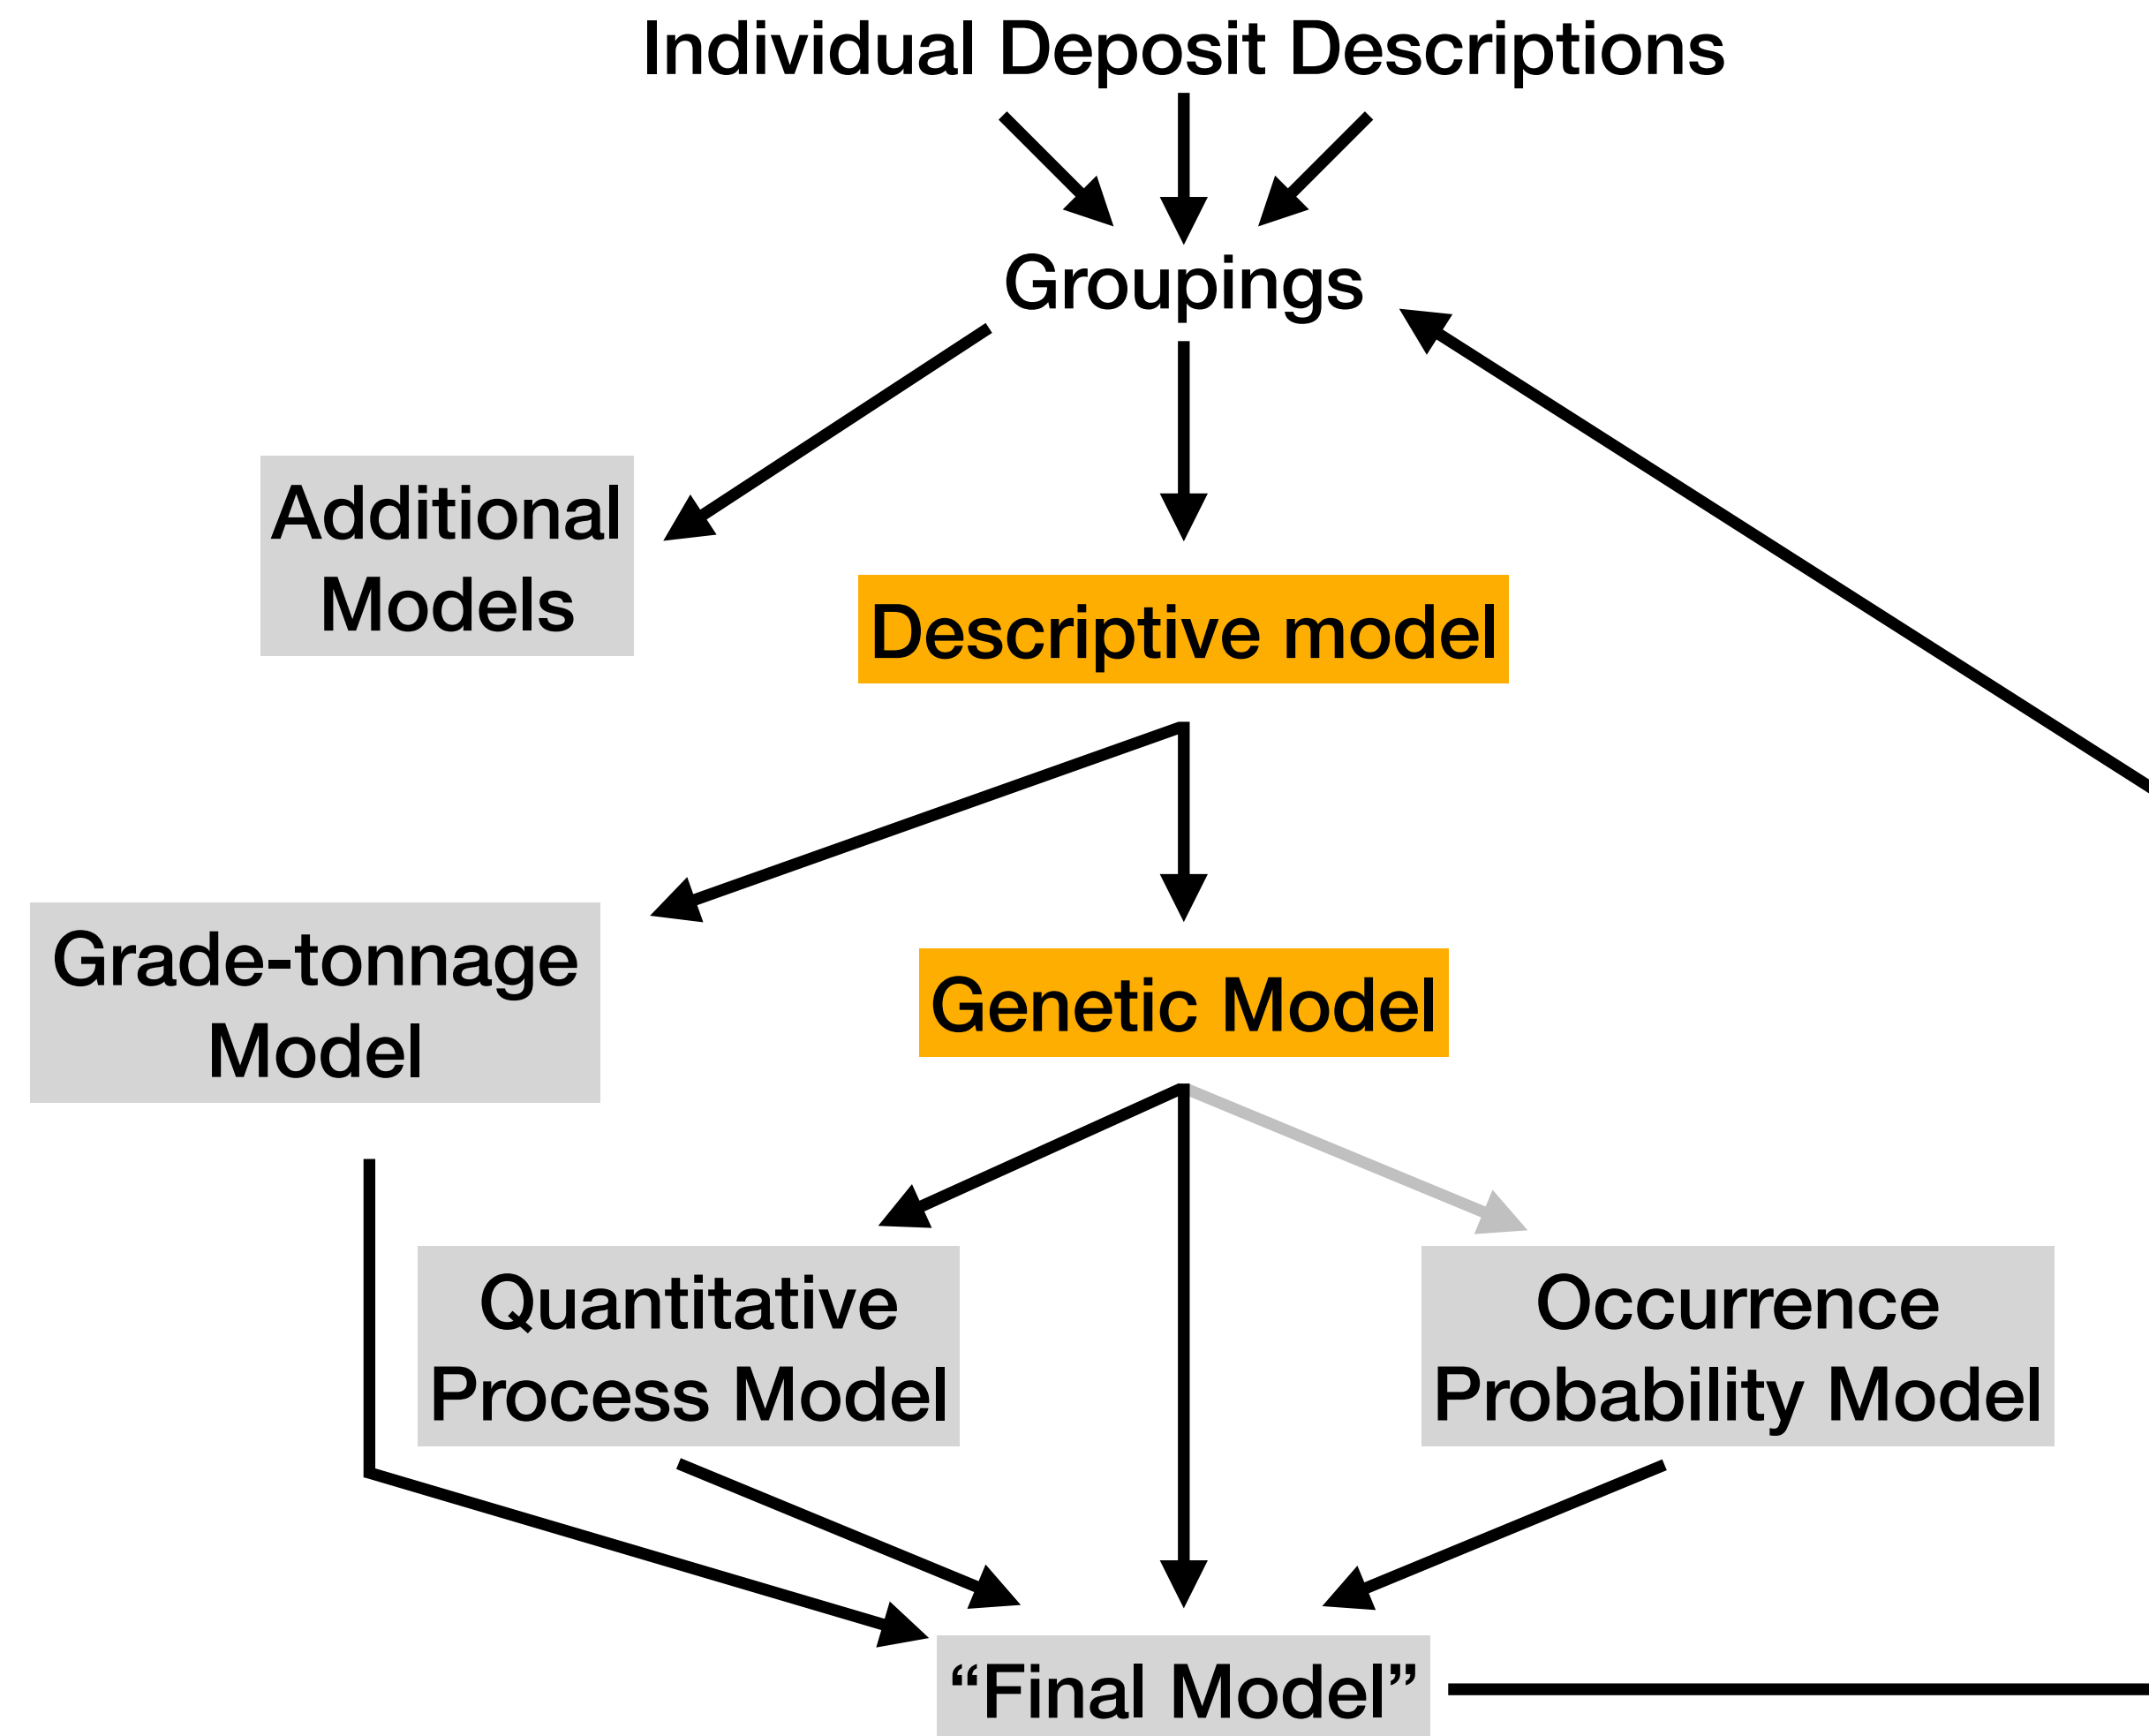 Individual Deposit Descriptions
Groupings
Additional
Models
Descriptive model
Grade-tonnage
Model
Genetic Model
Quantitative
Process Model
Occurrence
Probability Model
“Final Model”